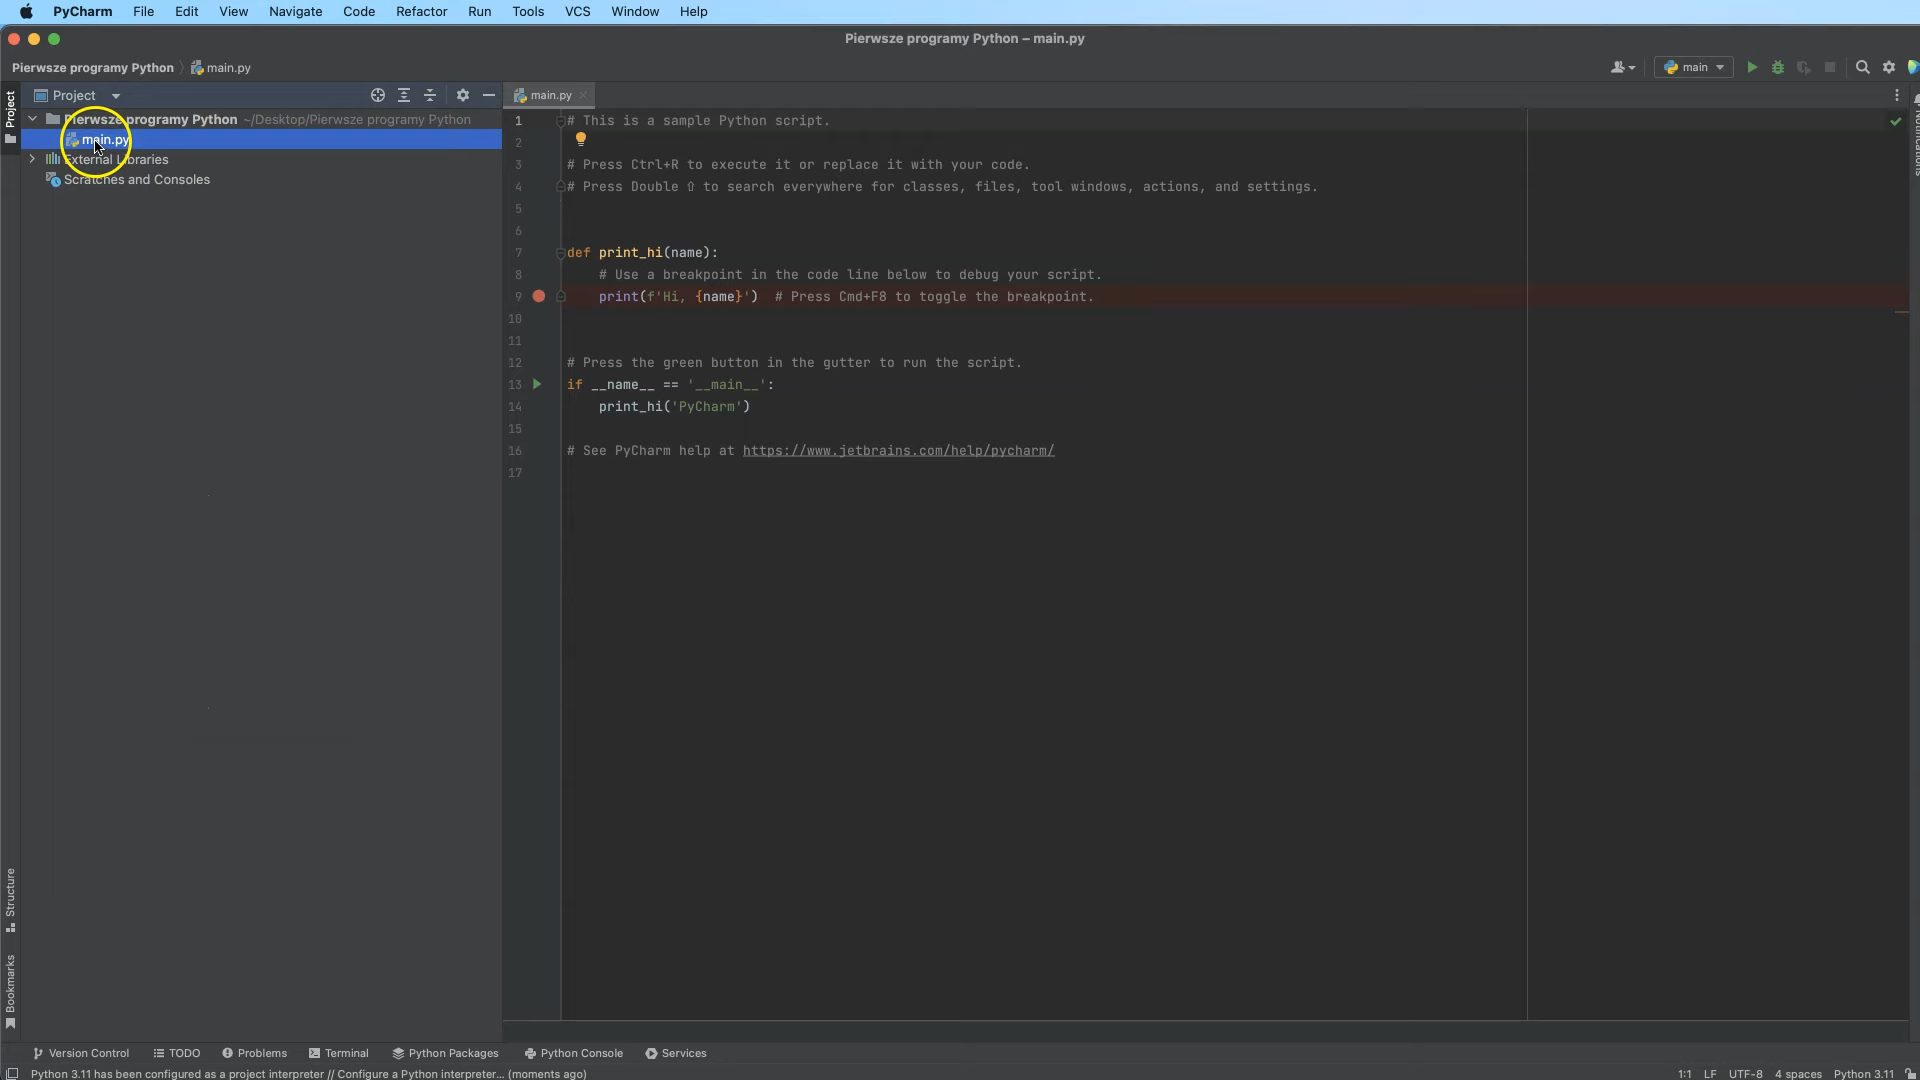 PyCharm File Edit View Navigate Code Refactor Run Tools VCS Window Help
Pierwsze programy Python – main.py
Pierwsze programy Python main.py
main
Project
main.py
Project
Pierwsze programy Python ~/Desktop/Pierwsze programy Python
main.py
External Libraries
Scratches and Consoles
1 # This is a sample Python script.
2
3 # Press Ctrl+R to execute it or replace it with your code.
4 # Press Double ⇧ to search everywhere for classes, files, tool windows, actions, and settings.
5
6
7 def print_hi(name):
8 # Use a breakpoint in the code line below to debug your script.
9 print(f'Hi, {name}') # Press Cmd+F8 to toggle the breakpoint.
10
11
12 # Press the green button in the gutter to run the script.
13 if __name__ == '__main__':
14 print_hi('PyCharm')
15
16 # See PyCharm help at https://www.jetbrains.com/help/pycharm/
17
Notifications
Structure
Bookmarks
Version Control TODO Problems Terminal Python Packages Python Console Services
Python 3.11 has been configured as a project interpreter // Configure a Python interpreter... (moments ago)
1:1 LF UTF-8 4 spaces Python 3.11